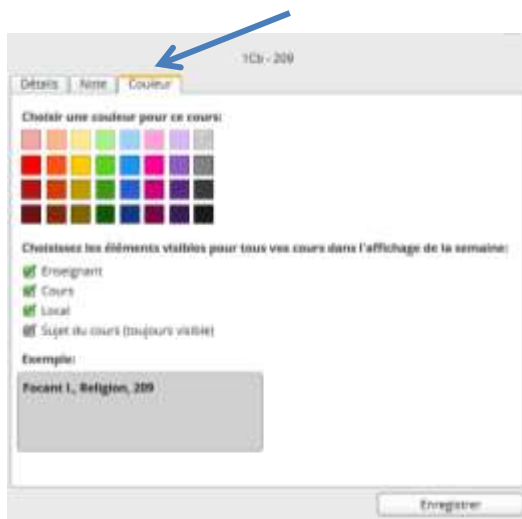 1Cb - 209
Détails Note Couleur
Choisir une couleur pour ce cours:
Choisissez les éléments visibles pour tous vos cours dans l'affichage de la semaine:
Enseignant
Cours
Local
Sujet du cours (toujours visible)
Exemple:
Focant I., Religion, 209
Enregistrer